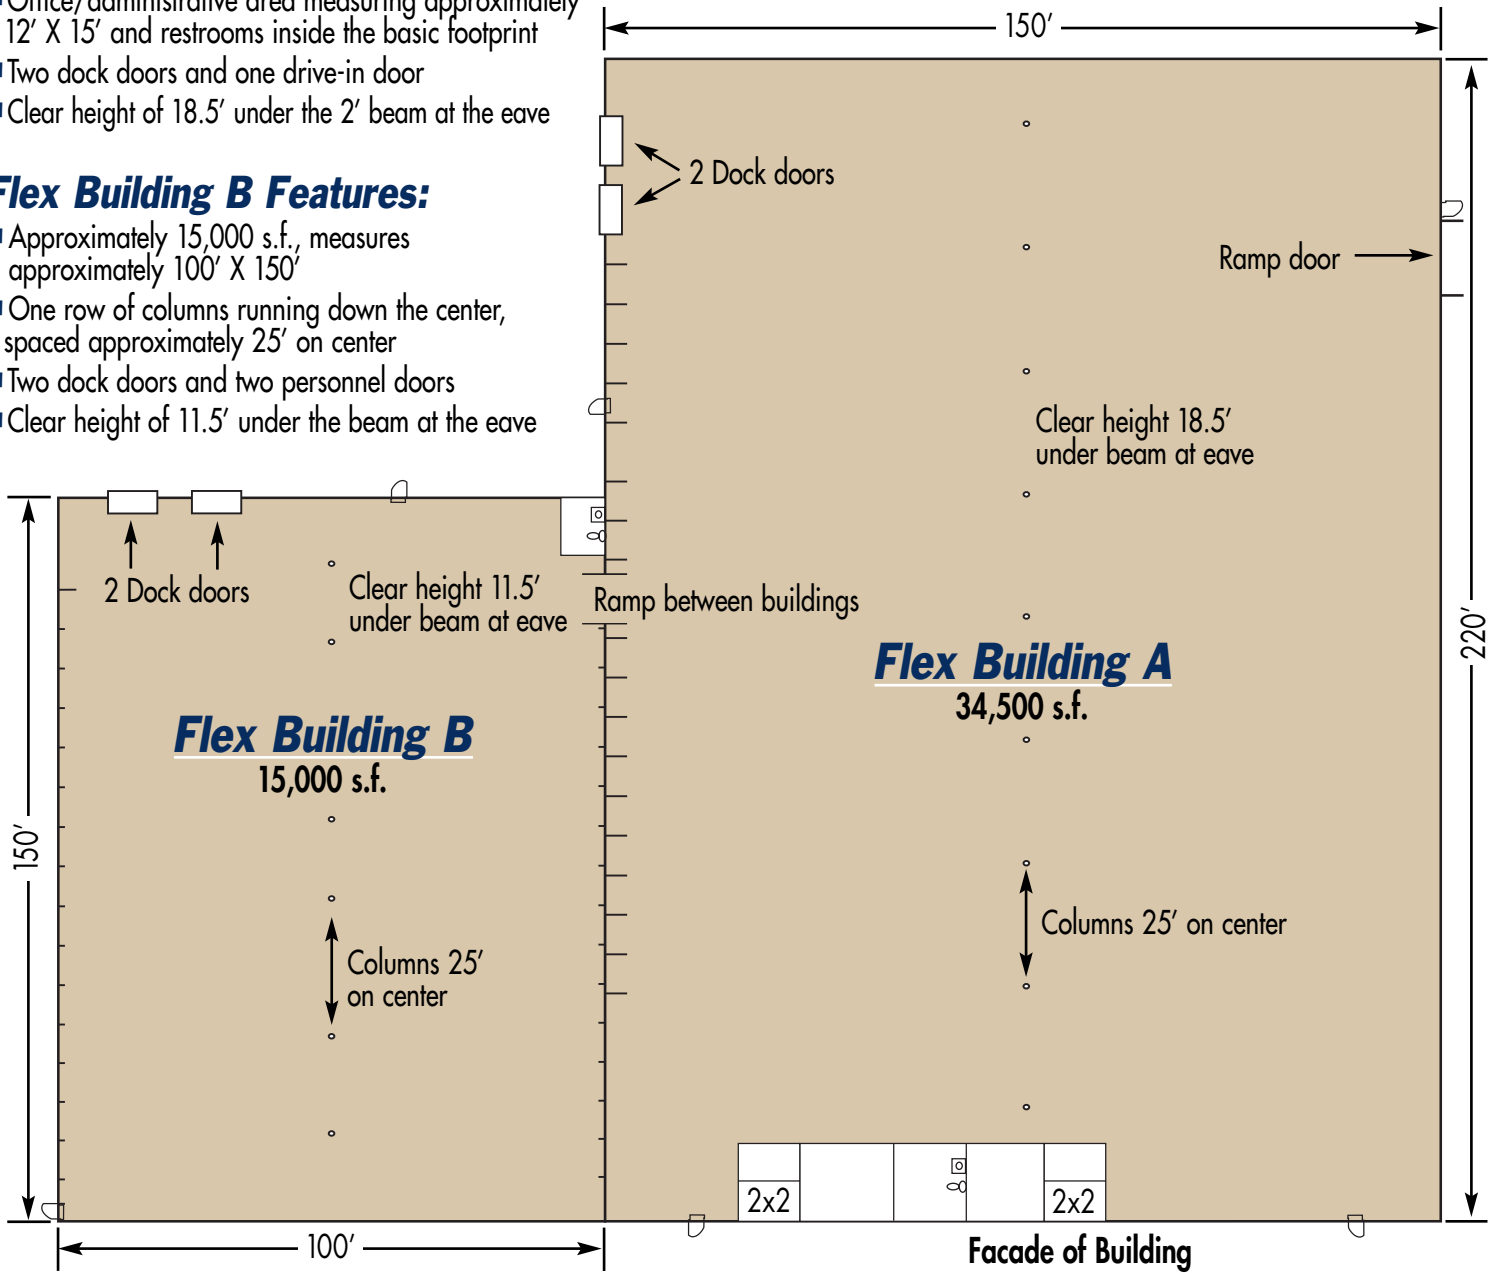 Office/administrative area measuring approximately
12’ X 15’ and restrooms inside the basic footprint
Two dock doors and one drive-in door
Clear height of 18.5’ under the 2’ beam at the eave
Flex Building B Features:
Approximately 15,000 s.f., measures
approximately 100’ X 150’
One row of columns running down the center,
spaced approximately 25’ on center
Two dock doors and two personnel doors
Clear height of 11.5’ under the beam at the eave
150’
2 Dock doors
Ramp door
Clear height 18.5’
under beam at eave
220’
2 Dock doors
Clear height 11.5’
under beam at eave
Ramp between buildings
Flex Building A
34,500 s.f.
Flex Building B
15,000 s.f.
150’
Columns 25’ on center
Columns 25’
on center
2x2
2x2
100’
Facade of Building